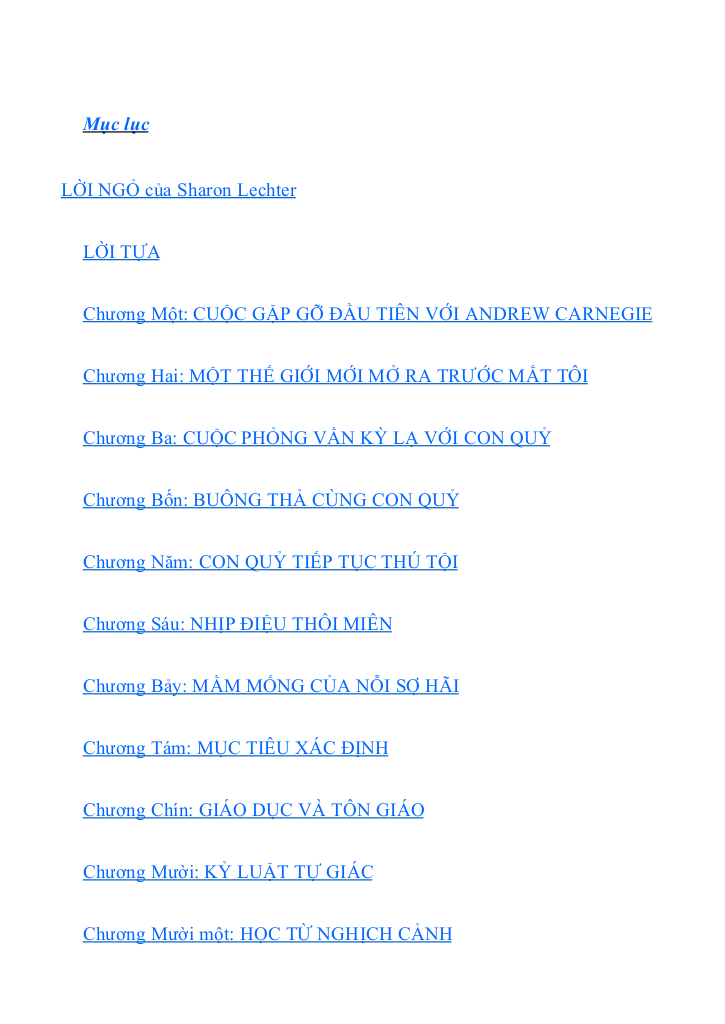 Mục lục
LỜI NGỎ của Sharon Lechter
LỜI TỰA
Chương Một: CUỘC GẶP GỠ ĐẦU TIÊN VỚI ANDREW CARNEGIE
Chương Hai: MỘT THẾ GIỚI MỚI MỞ RA TRƯỚC MẮT TÔI
Chương Ba: CUỘC PHỎNG VẤN KỲ LẠ VỚI CON QUỶ
Chương Bốn: BUÔNG THẢ CÙNG CON QUỶ
Chương Năm: CON QUỶ TIẾP TỤC THÚ TỘI
Chương Sáu: NHỊP ĐIỆU THÔI MIÊN
Chương Bảy: MẦM MỐNG CỦA NỖI SỢ HÃI
Chương Tám: MỤC TIÊU XÁC ĐỊNH
Chương Chín: GIÁO DỤC VÀ TÔN GIÁO
Chương Mười: KỶ LUẬT TỰ GIÁC
Chương Mười một: HỌC TỪ NGHỊCH CẢNH